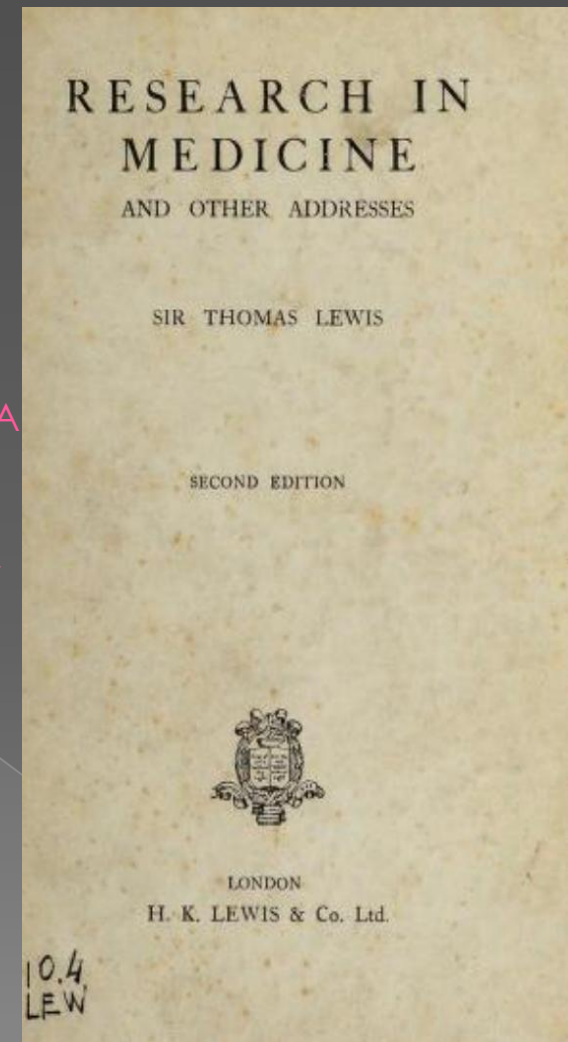 RESEARCH IN
MEDICINE
AND OTHER ADDRESSES
SIR THOMAS LEWIS
A
SECOND EDITION
LONDON
H. K. LEWIS & Co. Ltd.
10.4
LEW